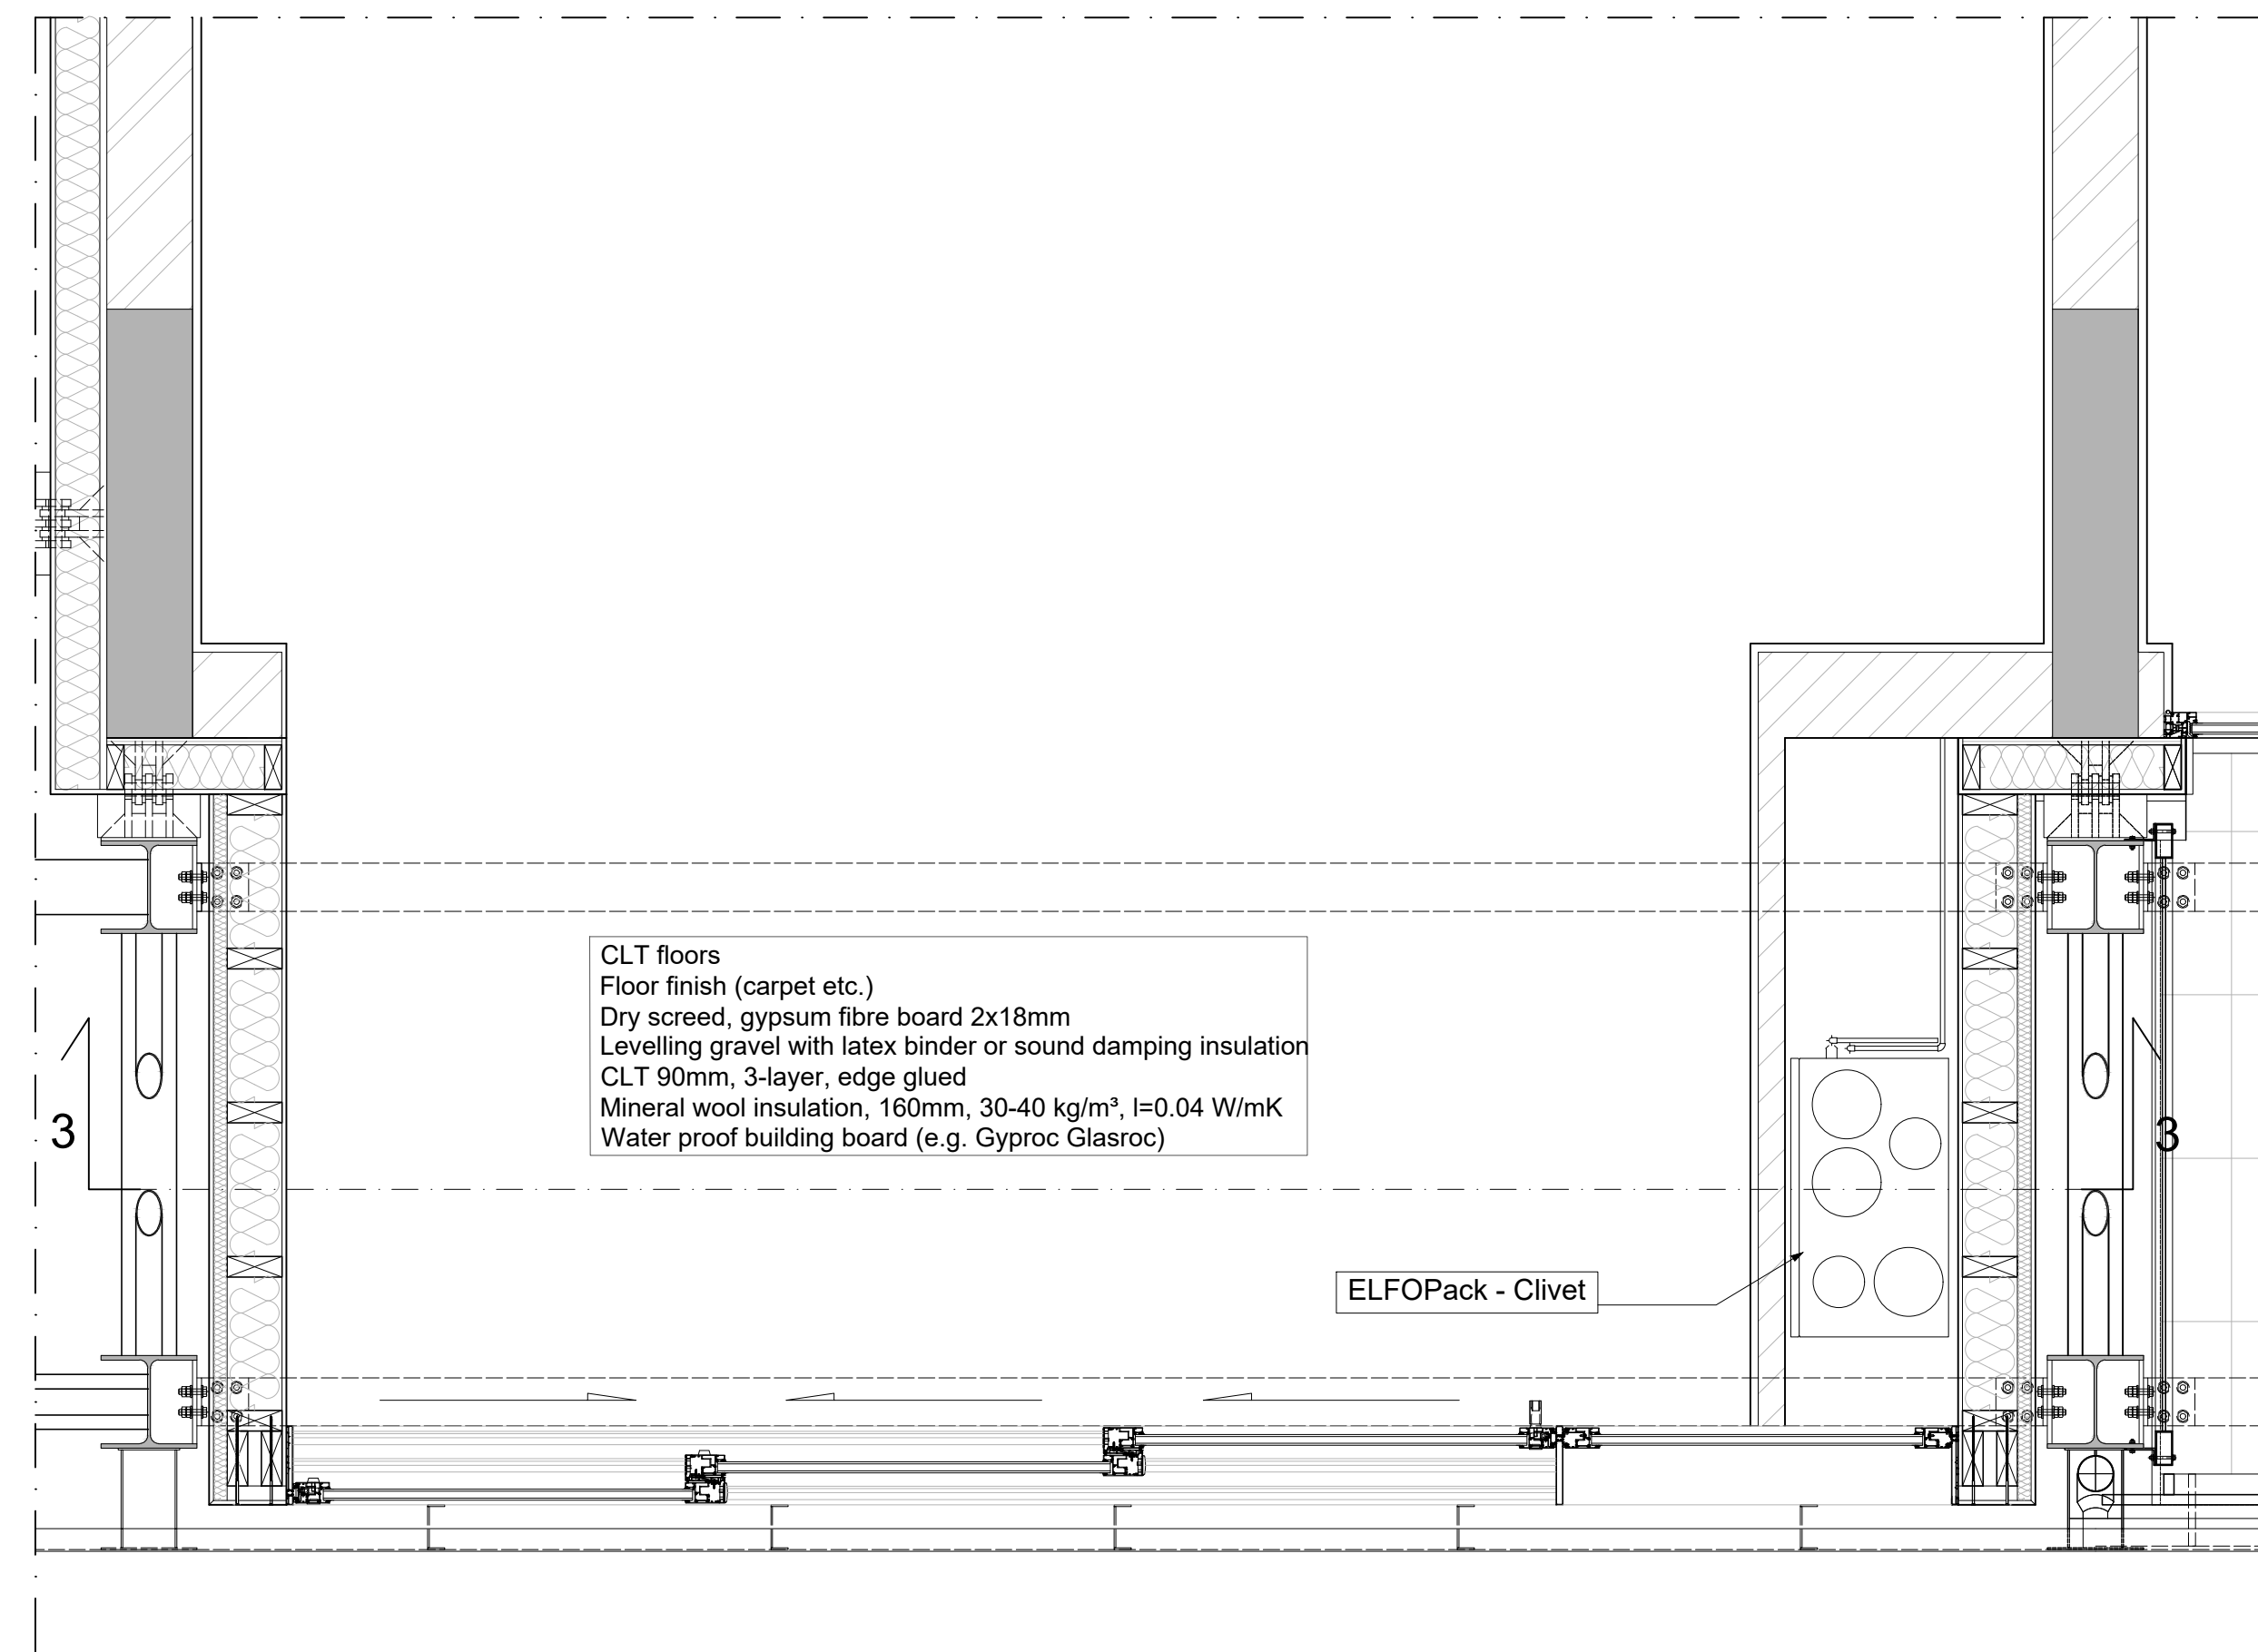 CLT floors
Floor finish (carpet etc.)
Dry screed, gypsum fibre board 2x18mm
Levelling gravel with latex binder or sound damping insulation
CLT 90mm, 3-layer, edge glued
Mineral wool insulation, 160mm, 30-40 kg/m³, l=0.04 W/mK
Water proof building board (e.g. Gyproc Glasroc)
3
3
ELFOPack - Clivet